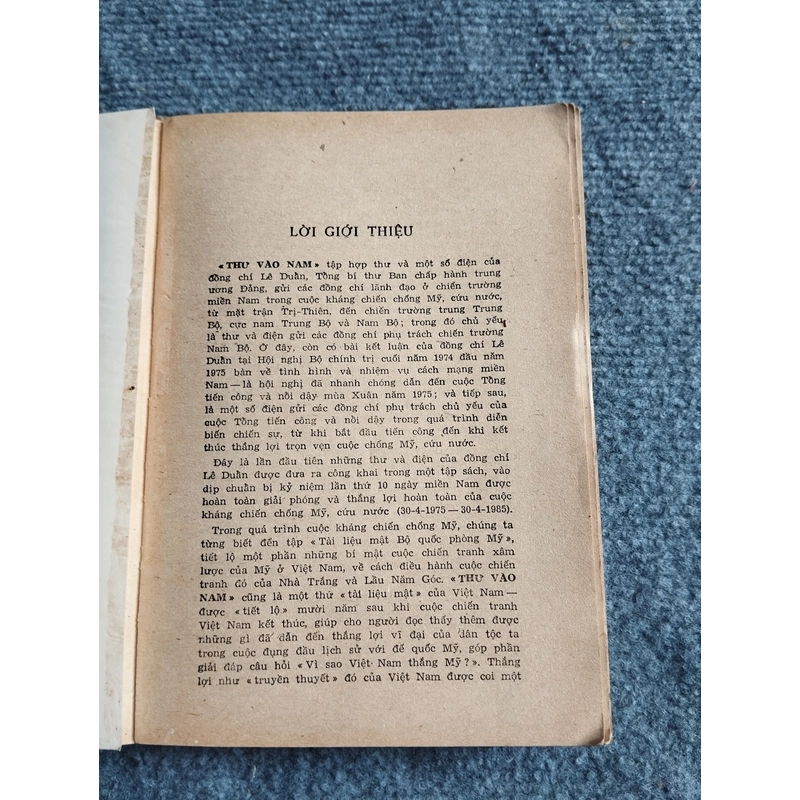 LỜI GIỚI THIỆU
«THƯ VÀO NAM» tập hợp thư và một số điện của
đồng chí Lê Duẩn, Tổng bí thư Ban chấp hành trung
ương Đảng, gửi các đồng chí lãnh đạo ở chiến trường
miền Nam trong cuộc kháng chiến chống Mỹ, cứu nước,
từ mặt trận Trị-Thiên, đến chiến trường trung Trung
Bộ, cực nam Trung Bộ và Nam Bộ; trong đó chủ yếu
là thư và điện gửi các đồng chí phụ trách chiến trường
Nam Bộ. Ở đây, còn có bài kết luận của đồng chí Lê
Duẩn tại Hội nghị Bộ chính trị cuối năm 1974 đầu năm
1975 bàn về tình hình và nhiệm vụ cách mạng miền
Nam — là hội nghị đã nhanh chóng dẫn đến cuộc Tổng
tiến công và nổi dậy mùa Xuân năm 1975; và tiếp sau,
là một số điện gửi các đồng chí phụ trách chủ yếu của
cuộc Tổng tiến công và nổi dậy trong quá trình diễn
biến chiến sự, từ khi bắt đầu tiến công đến khi kết
thúc thắng lợi trọn vẹn cuộc chống Mỹ, cứu nước.
Đây là lần đầu tiên những thư và điện của đồng chí
Lê Duẩn được đưa ra công khai trong một tập sách, vào
dịp chuẩn bị kỷ niệm lần thứ 10 ngày miền Nam được
hoàn toàn giải phóng và thắng lợi hoàn toàn của cuộc
kháng chiến chống Mỹ, cứu nước (30-4-1975 — 30-4-1985).
Trong quá trình cuộc kháng chiến chống Mỹ, chúng ta
từng biết đến tập «Tài liệu mật Bộ quốc phòng Mỹ»,
tiết lộ một phần những bí mật cuộc chiến tranh xâm
lược của Mỹ ở Việt Nam, về cách điều hành cuộc chiến
tranh đó của Nhà Trắng và Lầu Năm Góc. «THƯ VÀO
NAM» cũng là một thứ «tài liệu mật» của Việt Nam —
được «tiết lộ» mười năm sau khi cuộc chiến tranh
Việt Nam kết thúc, giúp cho người đọc thấy thêm được
những gì đã dẫn đến thắng lợi vĩ đại của dân tộc ta
trong cuộc đụng đầu lịch sử với đế quốc Mỹ, góp phần
giải đáp câu hỏi «Vì sao Việt Nam thắng Mỹ?». Thắng
lợi như «truyền thuyết» đó của Việt Nam được coi một